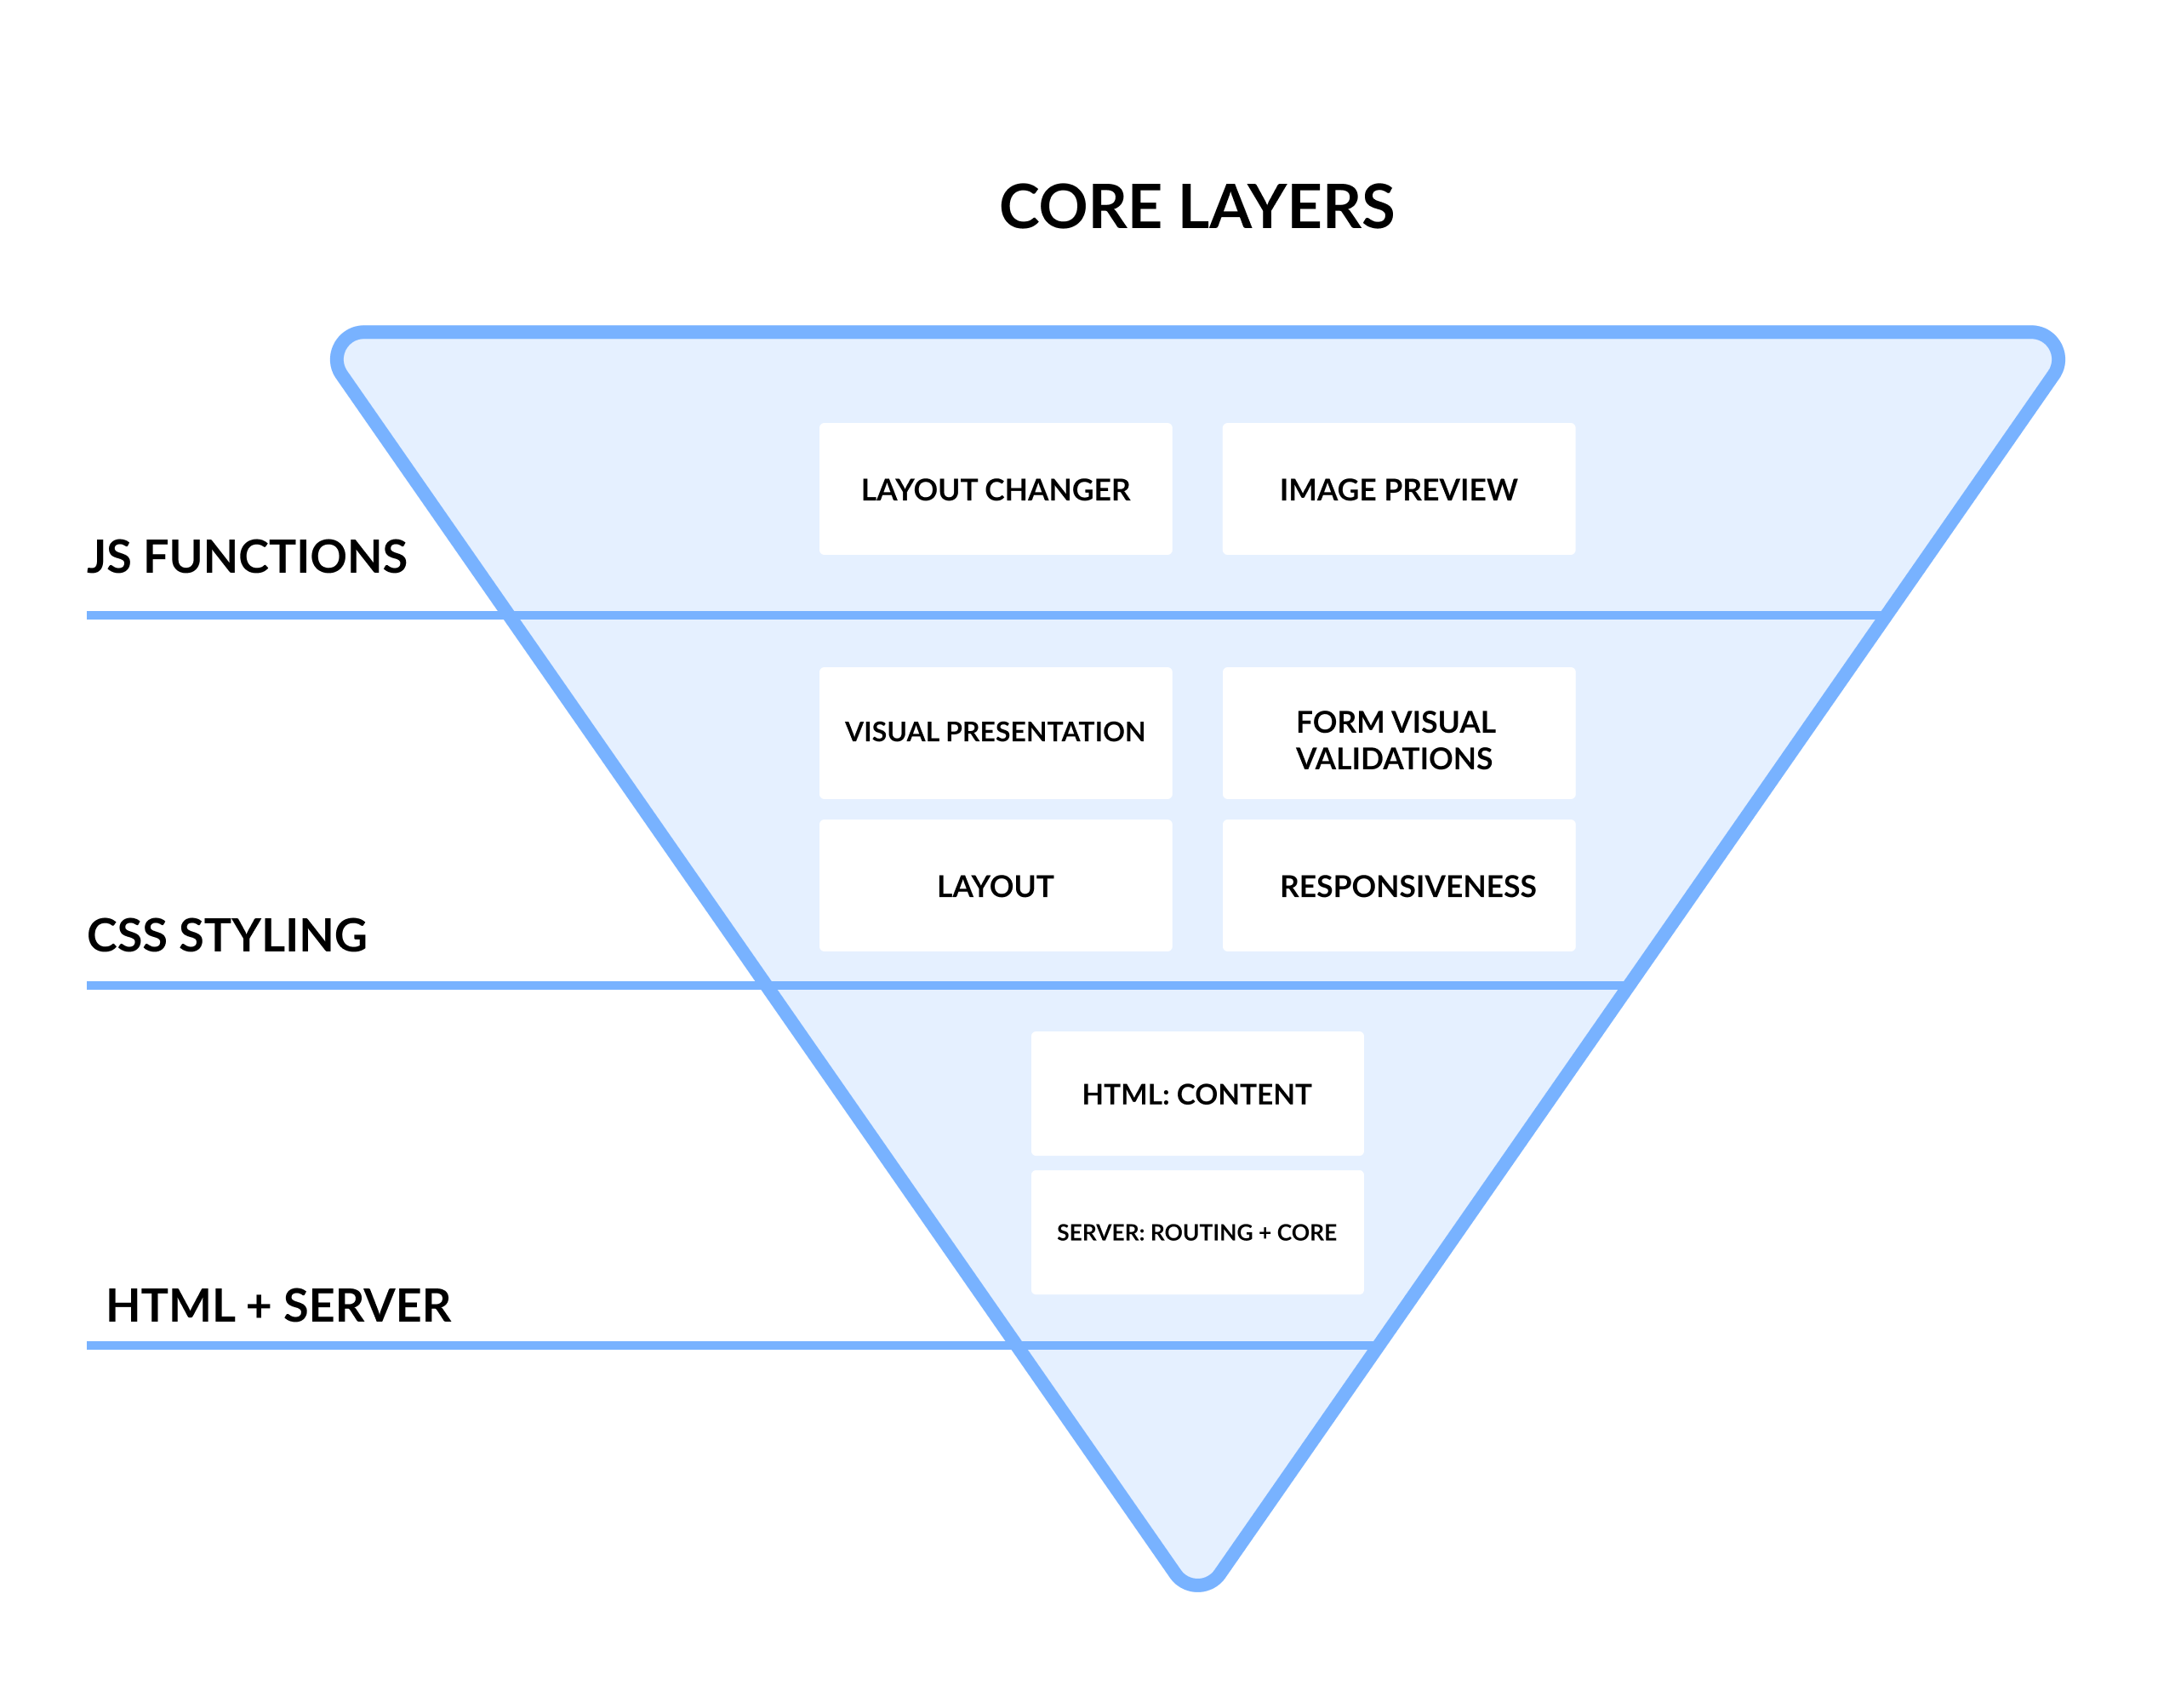 CORE LAYERS
LAYOUT CHANGER
IMAGE PREVIEW
JS FUNCTIONS
VISUAL PRESENTATION
FORM VISUAL
VALIDATIONS
LAYOUT
RESPONSIVENESS
CSS STYLING
HTML: CONTENT
SERVER: ROUTING + CORE
HTML + SERVER